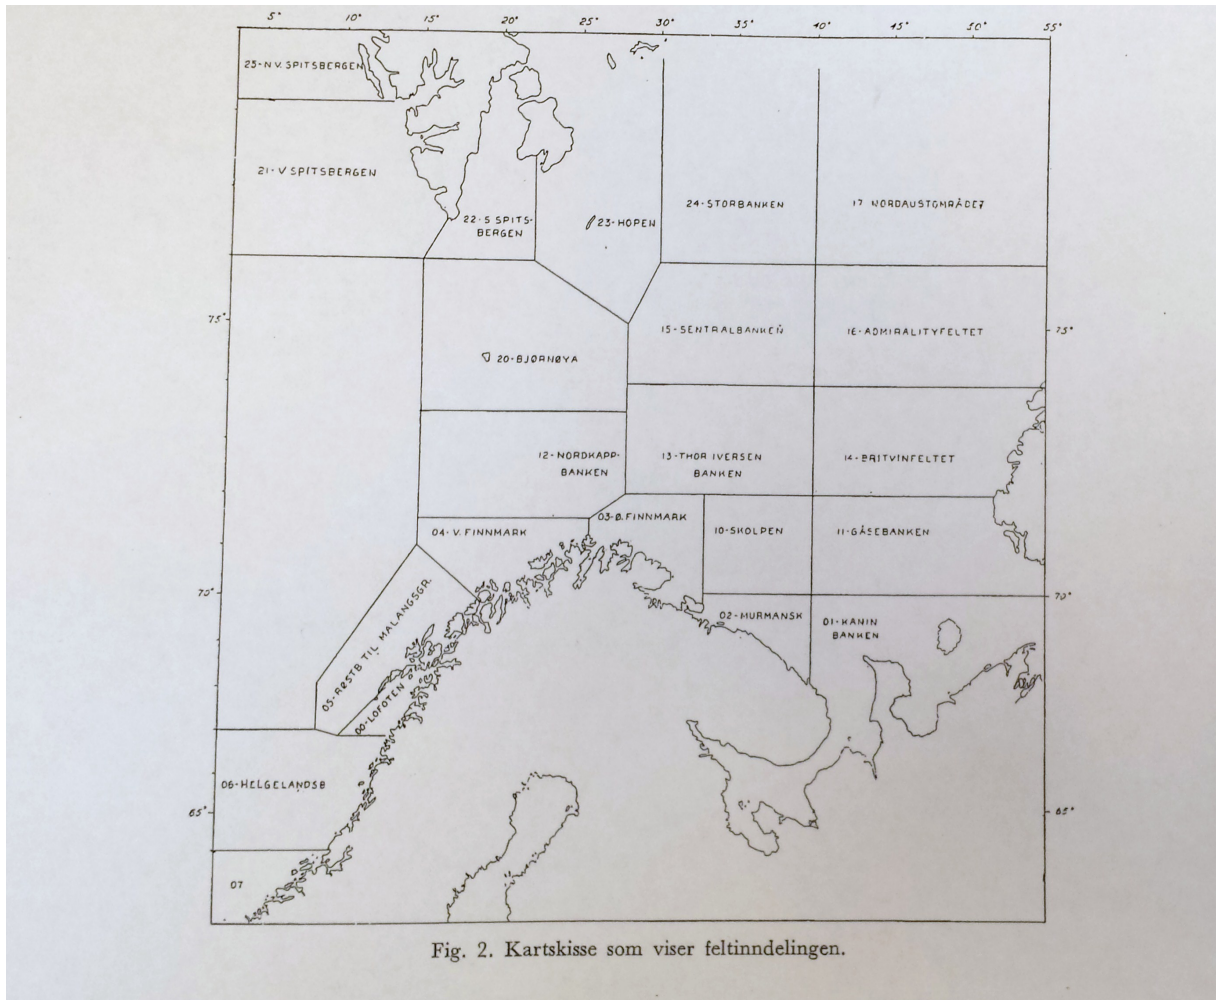 5° 10° 15° 20° 25° 30° 35° 40° 45° 50° 55°
25-N V. SPITSBERGEN
21- V SPITSBERGEN
22-S SPITS-
BERGEN
23-HOPEN
24-STORBANKEN
17 NORDAUSTOMRÅDET
75°
75°
15-SENTRALBANKEN
16-ADMIRALITYFELTET
20-BJØRNØYA
12-NORDKAPP-
BANKEN
13-THOR IVERSEN
BANKEN
14-BRITVINFELTET
04-V. FINNMARK
03-Ø. FINNMARK
10-SKOLPEN
11-GÅSEBANKEN
70°
70°
05-RØSTB TIL MALANGSGR.
00-LOFOTEN
02-MURMANSK
01-KANIN
BANKEN
06-HELGELANDSB
65°
65°
07
Fig. 2. Kartskisse som viser feltinndelingen.